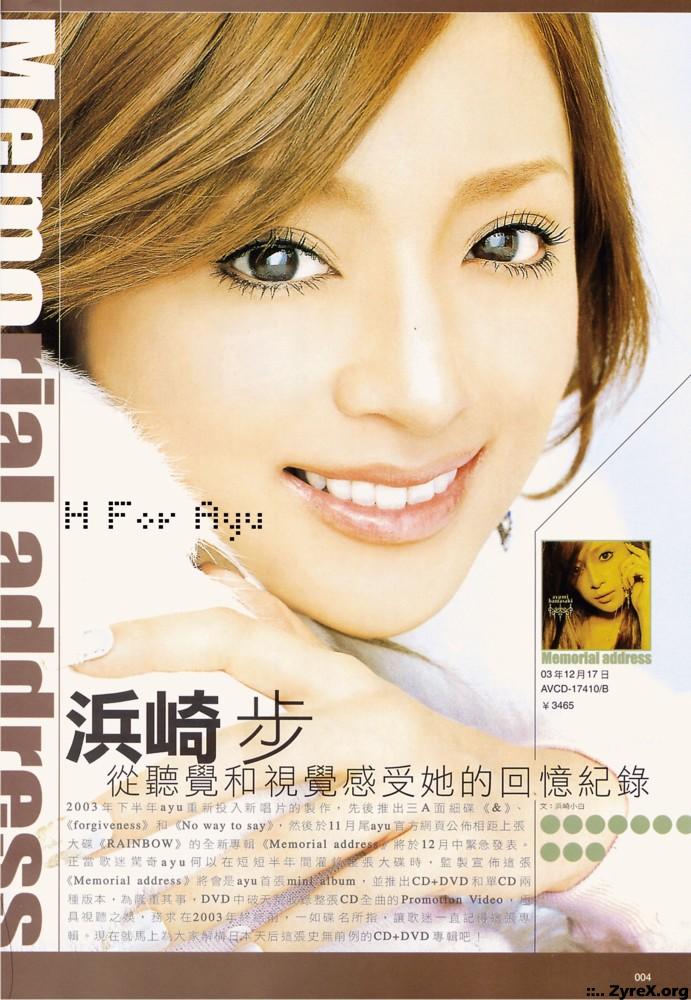 Memorial address
H For Ayu
ayumi hamasaki
Memorial address
03年12月17日
AVCD-17410/B
¥ 3465
浜崎 步
從聽覺和視覺感受她的回憶紀錄
文：浜崎小白
2003年下半年ayu重新投入新唱片的製作，先後推出三A面細碟《&》、
《forgiveness》和《No way to say》，然後於11月尾ayu官方網頁公佈相距上張
大碟《RAINBOW》的全新專輯《Memorial address》將於12月中緊急發表。
正當歌迷驚奇ayu何以在短短半年間灌錄整張大碟時，監製宣佈這張
《Memorial address》將會是ayu首張mini album，並推出CD+DVD和單CD兩
種版本，為隆重其事，DVD中破天荒收錄整張CD全曲的Promotion Video，極
具視聽之娛，務求在2003年終結前，一如碟名所指，讓歌迷一直記得這張專
輯。現在就馬上為大家解構日本天后這張史無前例的CD+DVD專輯吧！
004
::.. ZyreX.org